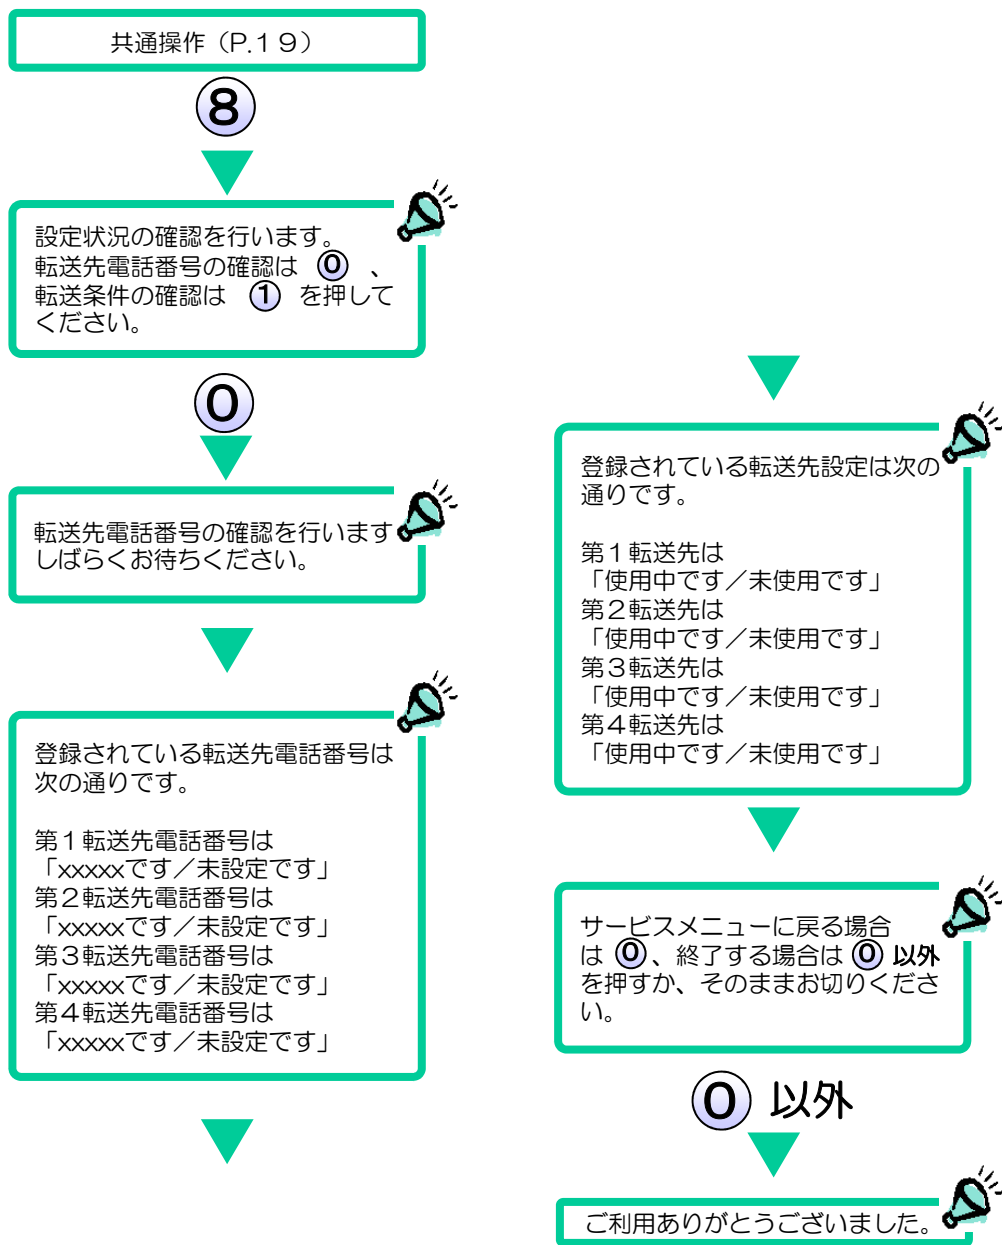 共通操作（P.１９）
８
設定状況の確認を行います。
転送先電話番号の確認は ０ 、
転送条件の確認は １ を押して
ください。
０
転送先電話番号の確認を行います
しばらくお待ちください。
登録されている転送先電話番号は
次の通りです。
第１転送先電話番号は
「xxxxxです／未設定です」
第２転送先電話番号は
「xxxxxです／未設定です」
第３転送先電話番号は
「xxxxxです／未設定です」
第４転送先電話番号は
「xxxxxです／未設定です」
登録されている転送先設定は次の
通りです。
第１転送先は
「使用中です／未使用です」
第２転送先は
「使用中です／未使用です」
第３転送先は
「使用中です／未使用です」
第４転送先は
「使用中です／未使用です」
サービスメニューに戻る場合
は ０、終了する場合は ０ 以外
を押すか、そのままお切りくださ
い。
０ 以外
ご利用ありがとうございました。